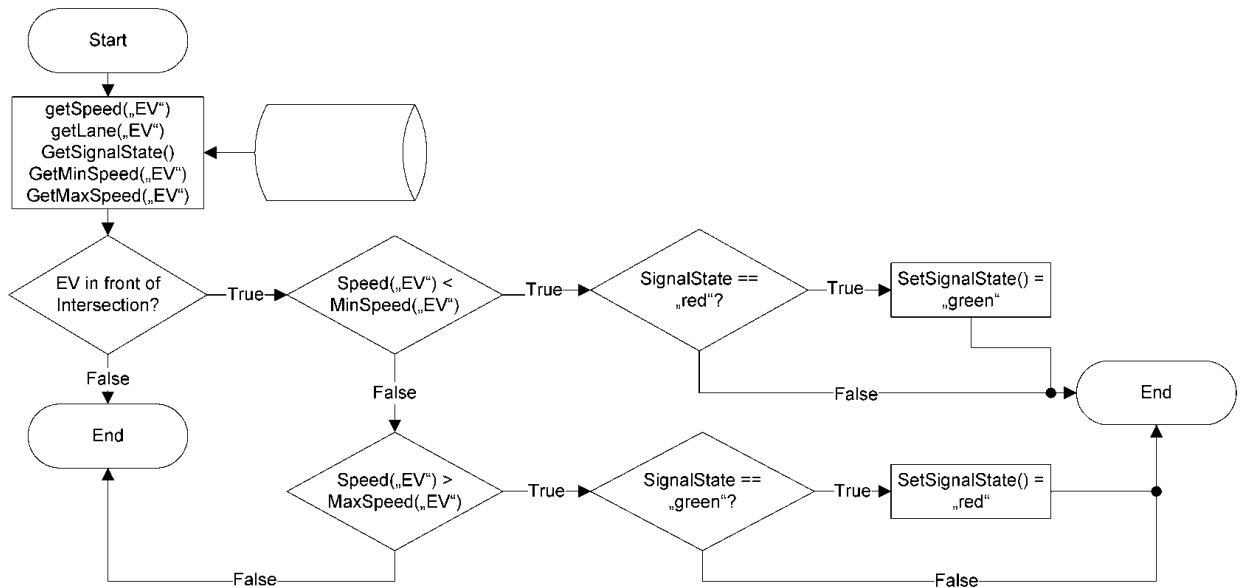 Start
getSpeed(„EV“)
getLane(„EV“)
GetSignalState()
GetMinSpeed(„EV“)
GetMaxSpeed(„EV“)
EV in front of
Intersection?
True
Speed(„EV“) <
MinSpeed(„EV“)
True
SignalState ==
„red“?
True
SetSignalState() =
„green“
False
False
False
End
End
Speed(„EV“) >
MaxSpeed(„EV“)
True
SignalState ==
„green“?
True
SetSignalState() =
„red“
False
False